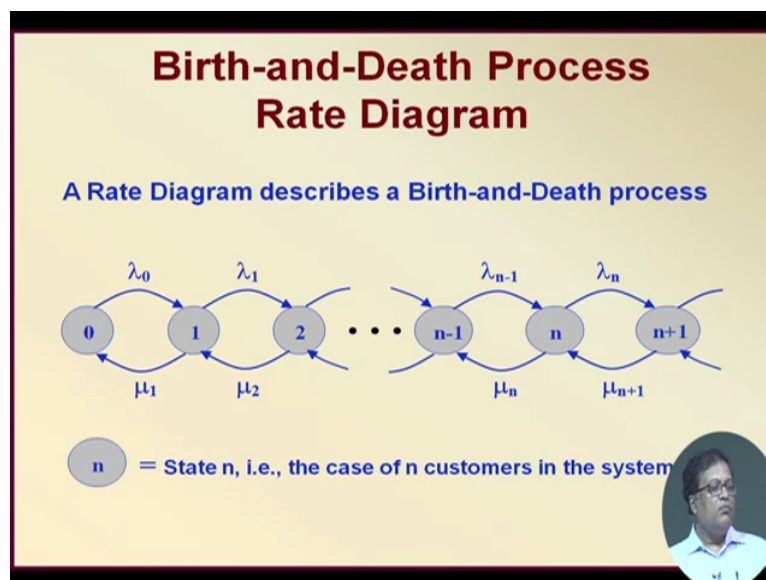 Birth-and-Death Process
Rate Diagram
A Rate Diagram describes a Birth-and-Death process
λ0 λ1 λn-1 λn
0 1 2 • • • n-1 n n+1
μ1 μ2 μn μn+1
n = State n, i.e., the case of n customers in the system